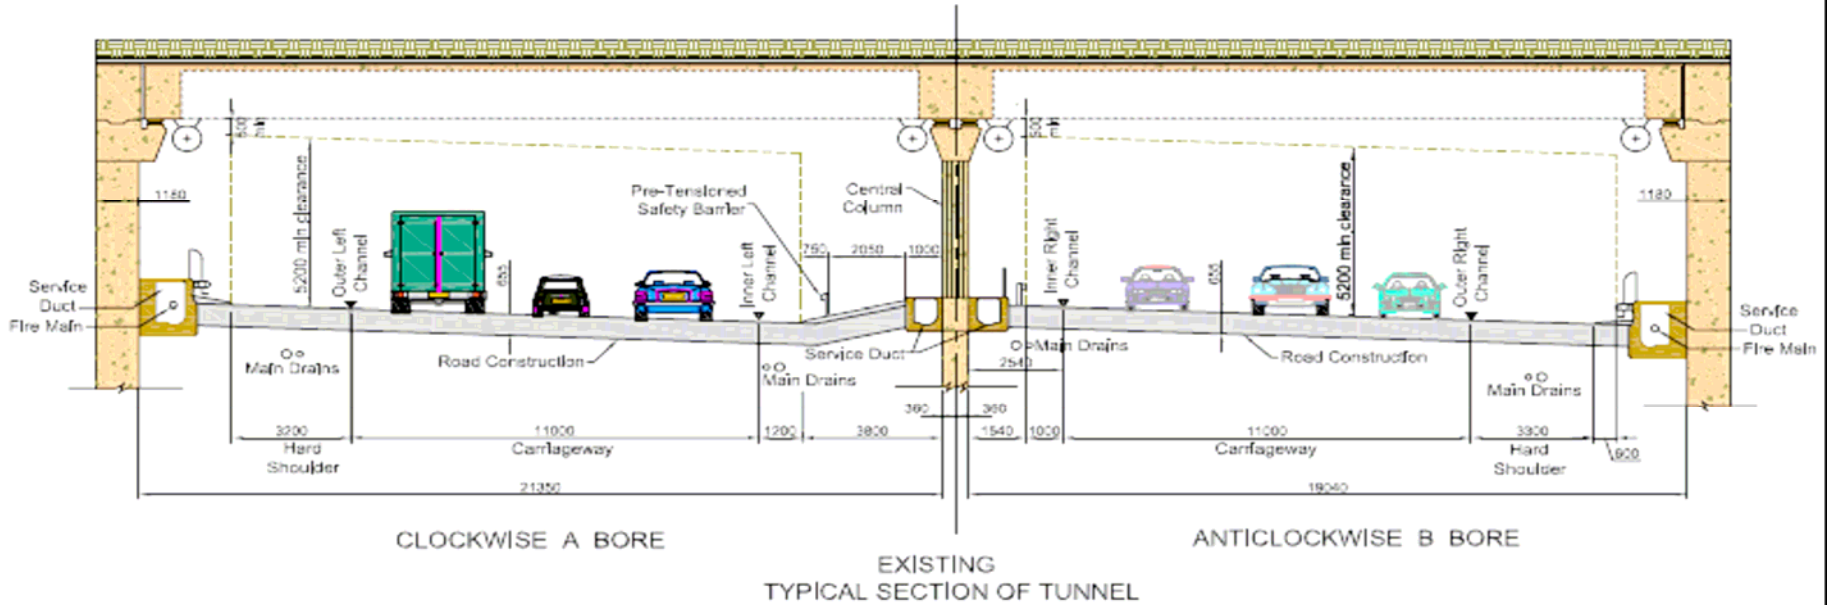 500
min
500
min
1180
5200 min clearance
Outer Left
Channel
655
Pre-Tensioned
Safety Barrier
Inner Left
Channel
750
2050
1000
Central
Column
Inner Right
Channel
655
5200 min clearance
Outer Right
Channel
1180
Service
Duct
Fire Main
Main Drains
Road Construction
Main Drains
Service Duct
Main Drains
2540
Road Construction
Main Drains
Service
Duct
Fire Main
360
360
3200
Hard
Shoulder
11000
Carriageway
1200
3800
1540
1000
11000
Carriageway
3300
Hard
Shoulder
600
21350
19040
CLOCKWISE A BORE
ANTICLOCKWISE B BORE
EXISTING
TYPICAL SECTION OF TUNNEL